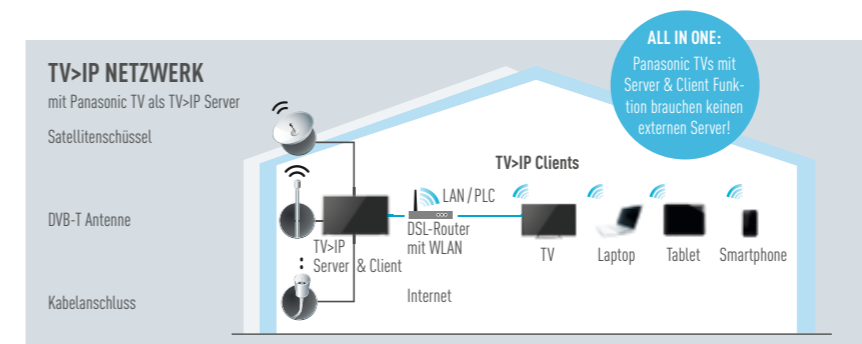 ALL IN ONE:
Panasonic TVs mit
Server & Client Funk-
tion brauchen keinen
externen Server!
TV>IP NETZWERK
mit Panasonic TV als TV>IP Server
Satellitenschüssel
DVB-T Antenne
Kabelanschluss
TV>IP Clients
LAN / PLC
TV>IP
Server & Client
DSL-Router
mit WLAN
Internet
TV
Laptop
Tablet
Smartphone